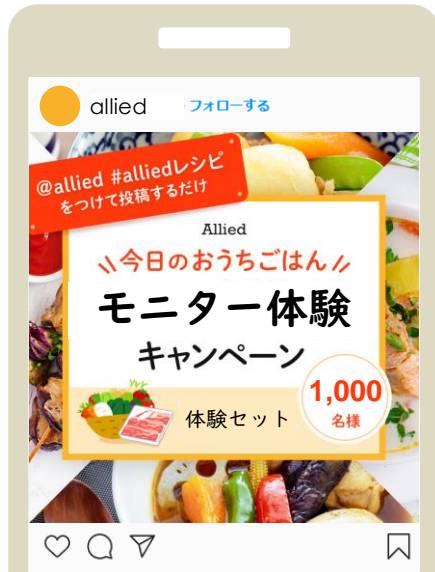 allied
・フォローする
@allied #alliedレシピ
をつけて投稿するだけ
Allied
\\今日のおうちごはん//
モニター体験
キャンペーン
体験セット
1,000
名様